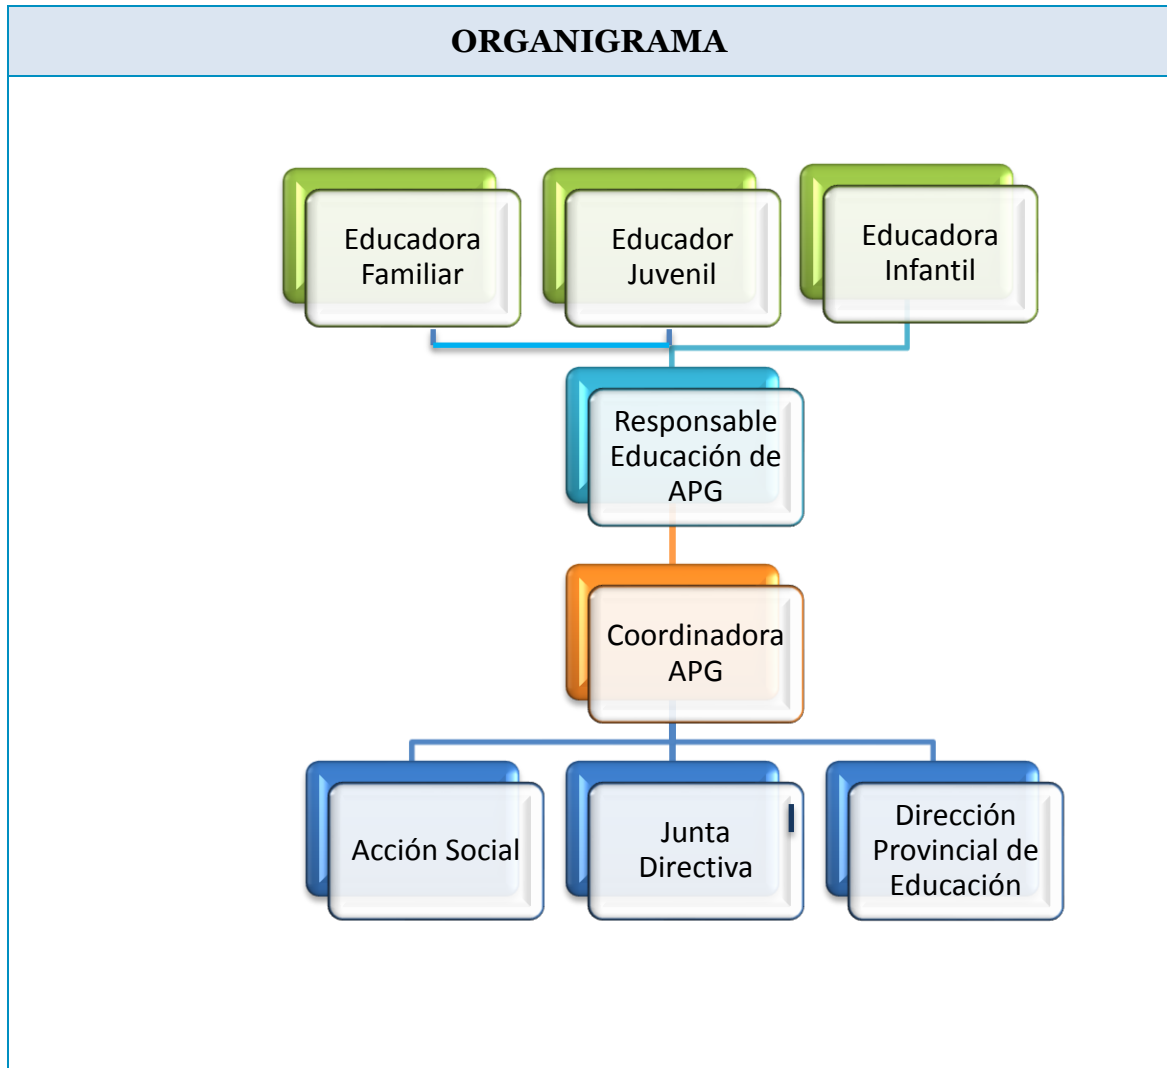 ORGANIGRAMA
Educadora
Familiar
Educador
Juvenil
Educadora
Infantil
Responsable
Educación de
APG
Coordinadora
APG
Acción Social
Junta
Directiva
Dirección
Provincial de
Educación